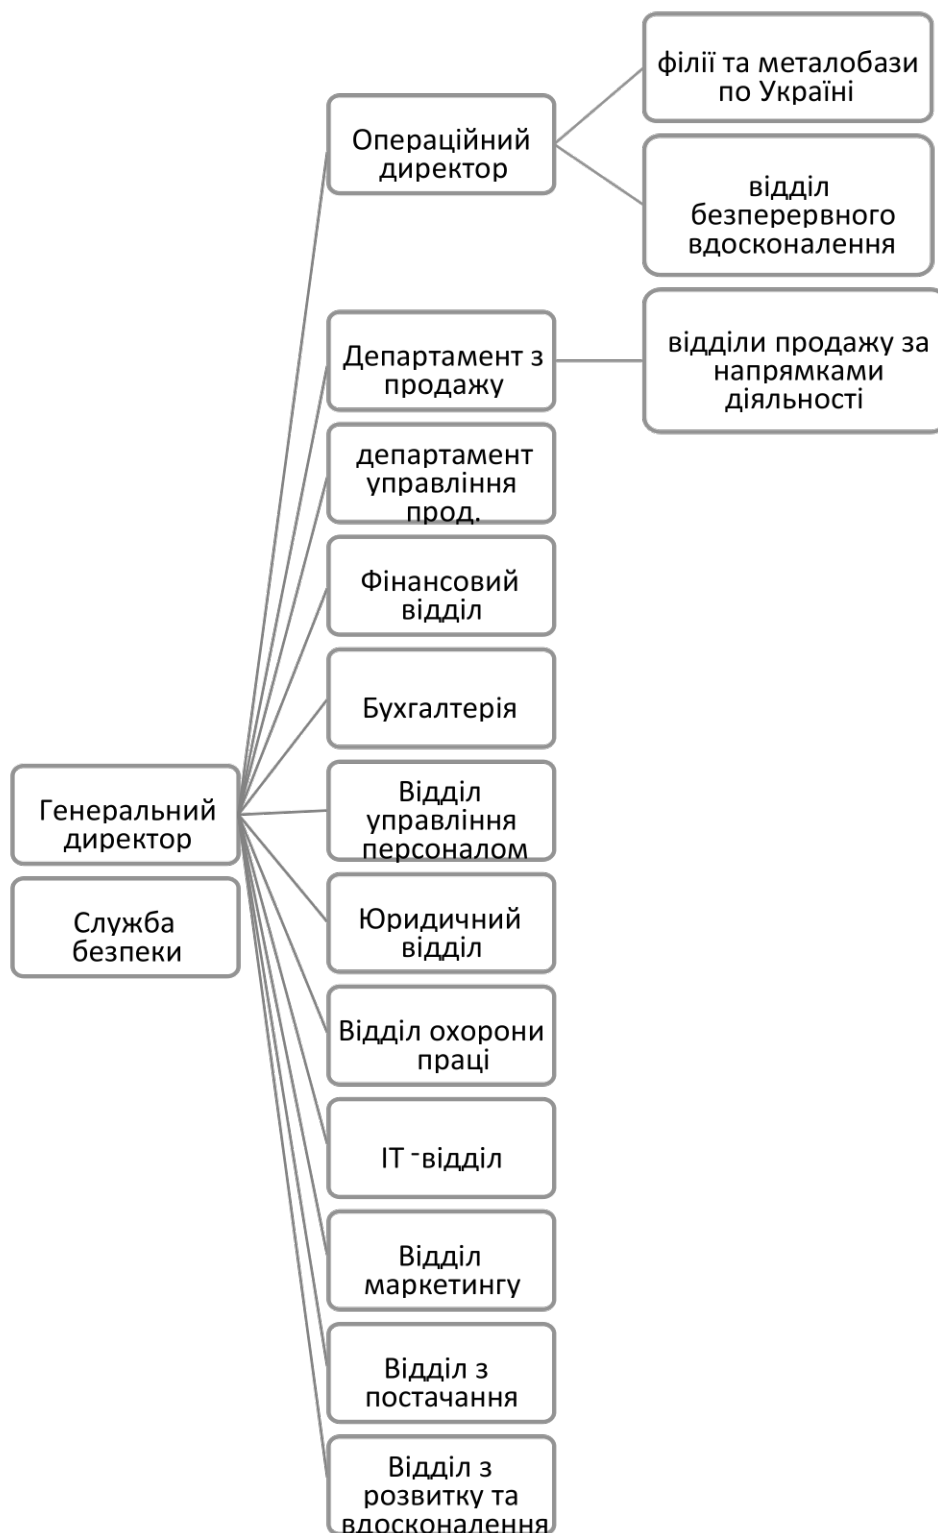 філії та металобази
по Україні
Операційний
директор
відділ
безперервного
вдосконалення
Департамент з
продажу
відділи продажу за
напрямками
діяльності
департамент
управління
прод.
Фінансовий
відділ
Бухгалтерія
Відділ
управління
персоналом
Генеральний
директор
Служба
безпеки
Юридичний
відділ
Відділ охорони
праці
ІТ -відділ
Відділ
маркетингу
Відділ з
постачання
Відділ з
розвитку та
вдосконалення